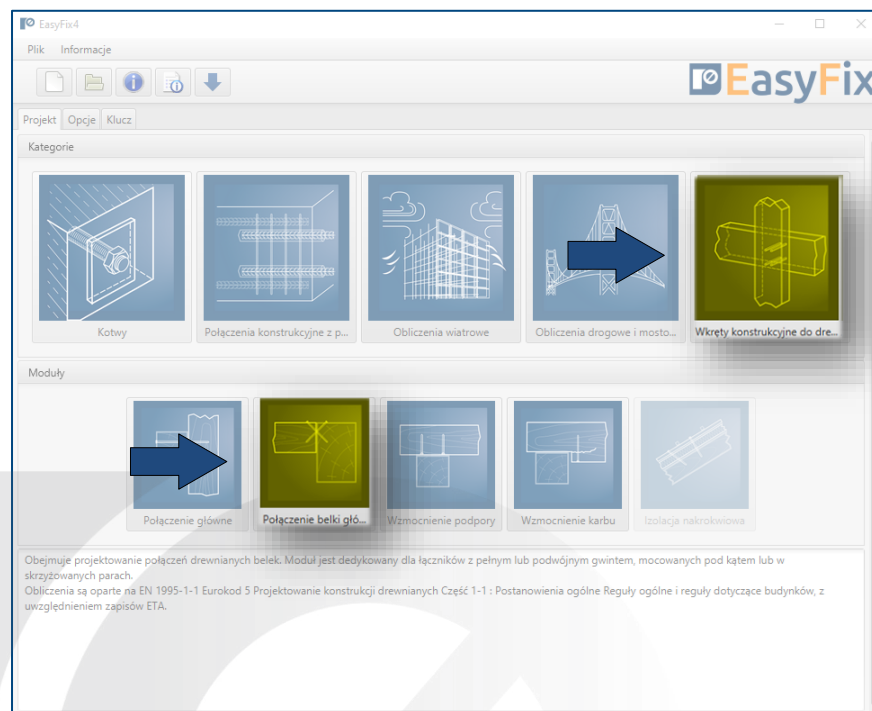 EasyFix4
Plik Informacje
EasyFix
Projekt Opcje Klucz
Kategorie
Kotwy
Połączenia konstrukcyjne z p...
Obliczenia wiatrowe
Obliczenia drogowe i mosto...
Wkręty konstrukcyjne do dre...
Moduły
Połączenie główne
Połączenie belki głó...
Wzmocnienie podpory
Wzmocnienie karbu
Izolacja nakrokwiowa
Obejmuje projektowanie połączeń drewnianych belek. Moduł jest dedykowany dla łączników z pełnym lub podwójnym gwintem, mocowanych pod kątem lub w
skrzyżowanych parach.
Obliczenia są oparte na EN 1995-1-1 Eurokod 5 Projektowanie konstrukcji drewnianych Część 1-1 : Postanowienia ogólne Reguły ogólne i reguły dotyczące budynków, z
uwzględnieniem zapisów ETA.